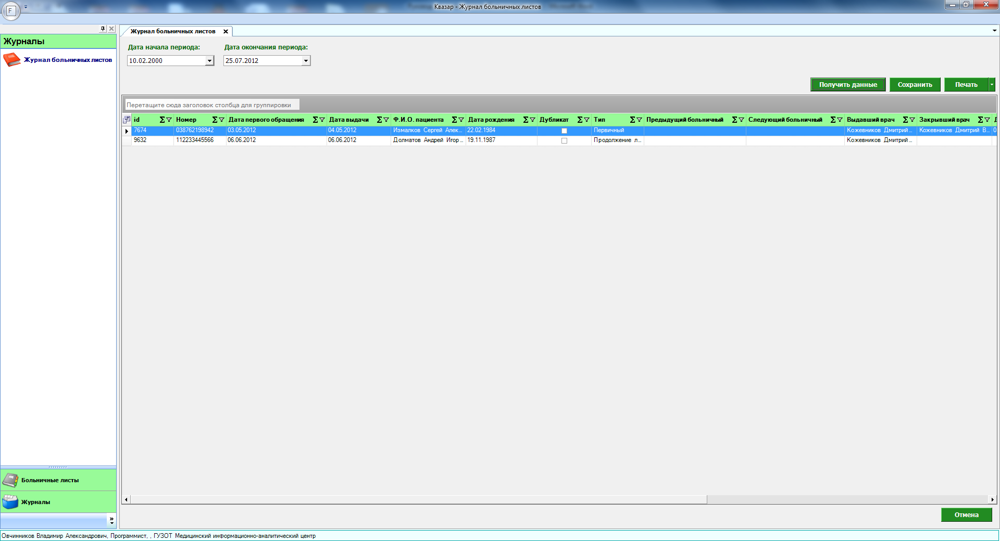 Квазар - Журнал больничных листов
F
Журналы
Журнал больничных листов
Журнал больничных листов
Дата начала периода: Дата окончания периода:
10.02.2000 25.07.2012
Получить данные Сохранить Печать
Перетащите сюда заголовок столбца для группировки
id Номер Дата первого обращения Дата выдачи Ф.И.О. пациента Дата рождения Дубликат Тип Предыдущий больничный Следующий больничный Выдавший врач Закрывший врач Д
7674 038762198942 03.05.2012 04.05.2012 Измалков Сергей Алек... 22.02.1984 Первичный Кожевников Дмитрий... Кожевников Дмитрий В... 0
9632 112233445566 06.06.2012 06.06.2012 Долматов Андрей Игор... 19.11.1987 Продолжение л... Кожевников Дмитрий...
Больничные листы
Журналы
Отмена
Овчинников Владимир Александрович, Программист, , ГУЗОТ Медицинский информационно-аналитический центр